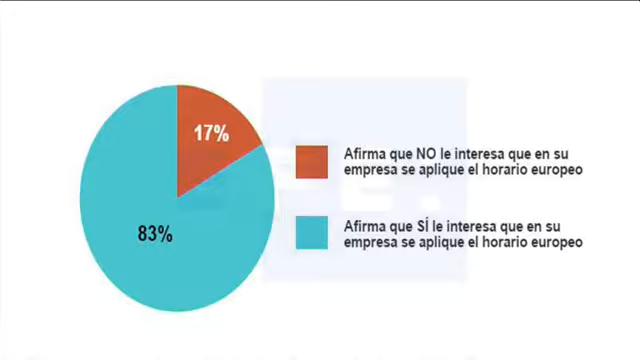 17%
Afirma que NO le interesa que en su
empresa se aplique el horario europeo
83%
Afirma que SÍ le interesa que en su
empresa se aplique el horario europeo